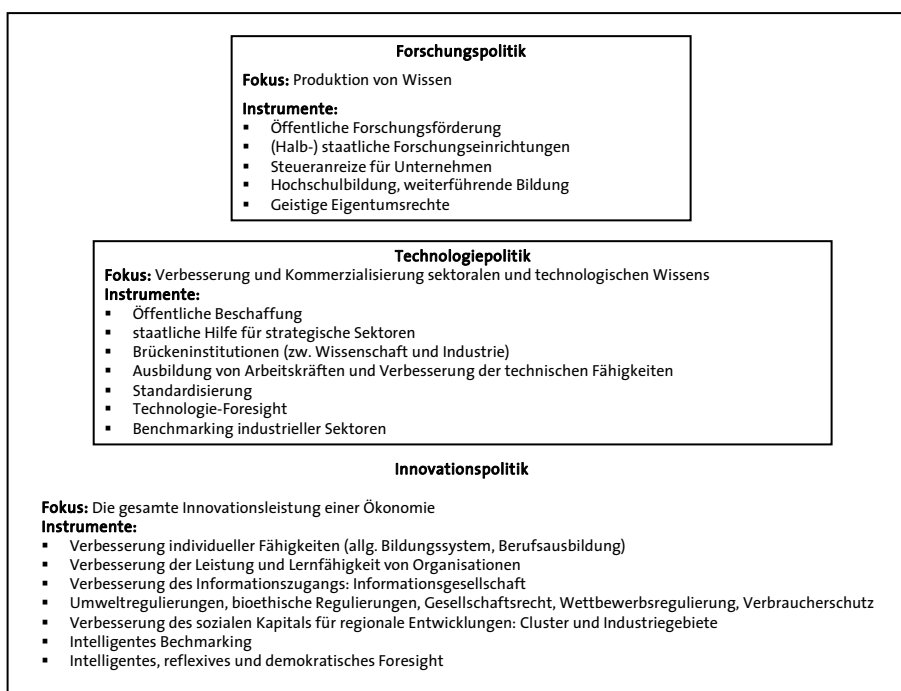 Forschungspolitik
Fokus: Produktion von Wissen
Instrumente:
▪ Öffentliche Forschungsförderung
▪ (Halb-) staatliche Forschungseinrichtungen
▪ Steueranreize für Unternehmen
▪ Hochschulbildung, weiterführende Bildung
▪ Geistige Eigentumsrechte
Technologiepolitik
Fokus: Verbesserung und Kommerzialisierung sektoralen und technologischen Wissens
Instrumente:
▪ Öffentliche Beschaffung
▪ staatliche Hilfe für strategische Sektoren
▪ Brückeninstitutionen (zw. Wissenschaft und Industrie)
▪ Ausbildung von Arbeitskräften und Verbesserung der technischen Fähigkeiten
▪ Standardisierung
▪ Technologie-Foresight
▪ Benchmarking industrieller Sektoren
Innovationspolitik
Fokus: Die gesamte Innovationsleistung einer Ökonomie
Instrumente:
▪ Verbesserung individueller Fähigkeiten (allg. Bildungssystem, Berufsausbildung)
▪ Verbesserung der Leistung und Lernfähigkeit von Organisationen
▪ Verbesserung des Informationszugangs: Informationsgesellschaft
▪ Umweltregulierungen, bioethische Regulierungen, Gesellschaftsrecht, Wettbewerbsregulierung, Verbraucherschutz
▪ Verbesserung des sozialen Kapitals für regionale Entwicklungen: Cluster und Industriegebiete
▪ Intelligentes Bechmarking
▪ Intelligentes, reflexives und demokratisches Foresight